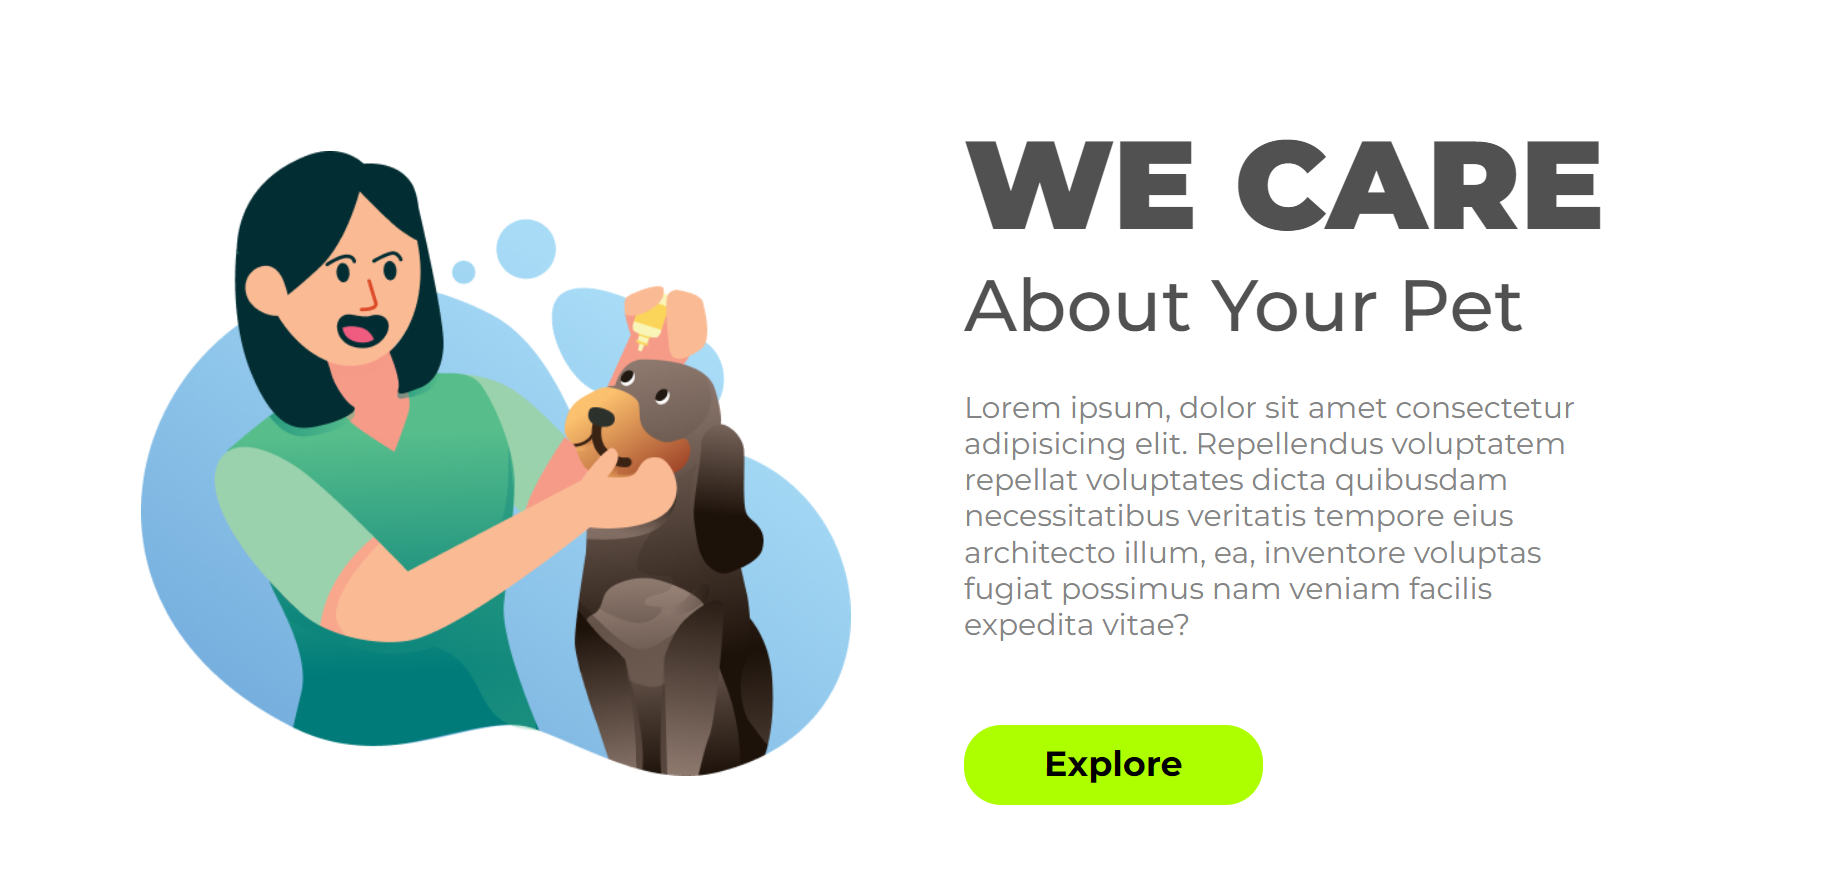 WE CARE
About Your Pet
Lorem ipsum, dolor sit amet consectetur
adipisicing elit. Repellendus voluptatem
repellat voluptates dicta quibusdam
necessitatibus veritatis tempore eius
architecto illum, ea, inventore voluptas
fugiat possimus nam veniam facilis
expedita vitae?
Explore